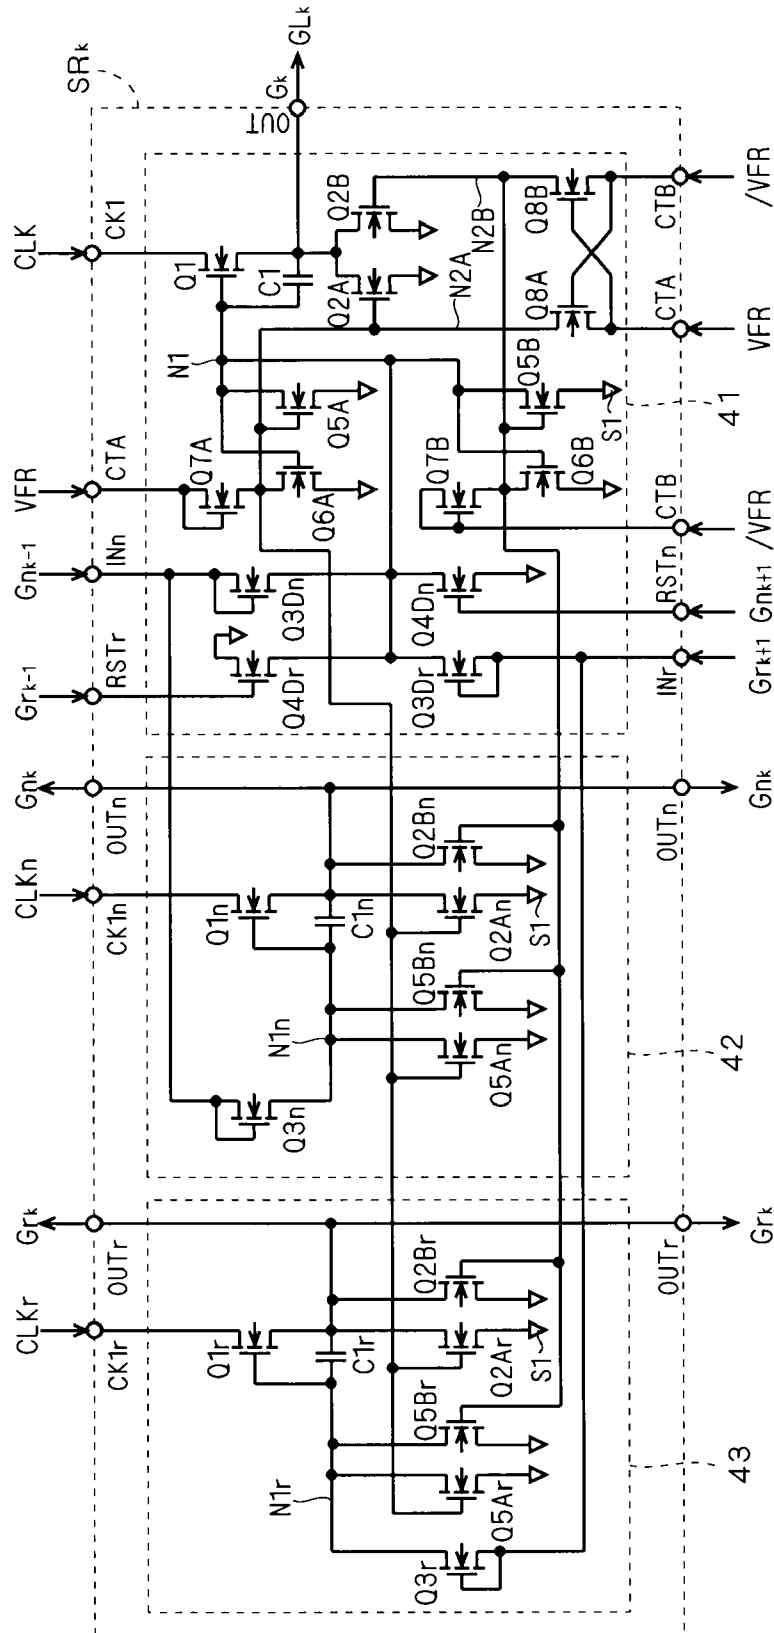 SRk
GLk
Gk
OUT
CLK
CK1
Q1
C1
Q2A
Q2B
N2A
N2B
Q8A
Q8B
CTB
/VFR
CTA
VFR
N1
Q5A
Q5B
S1
41
VFR
CTA
Q7A
Q6A
Q7B
Q6B
CTB
/VFR
Gnk-1
INn
Q3Dn
Q4Dn
RSTn
Gnk+1
Grk-1
RSTr
Q4Dr
Q3Dr
INr
Grk+1
Gnk
OUTn
OUTn
Gnk
CLKn
CK1n
Q1n
C1n
Q2Bn
Q2An
S1
Q5Bn
Q5An
N1n
Q3n
42
Grk
OUTr
OUTr
Grk
CLKr
CK1r
Q1r
C1r
Q2Br
Q2Ar
S1
Q5Br
Q5Ar
N1r
Q3r
43